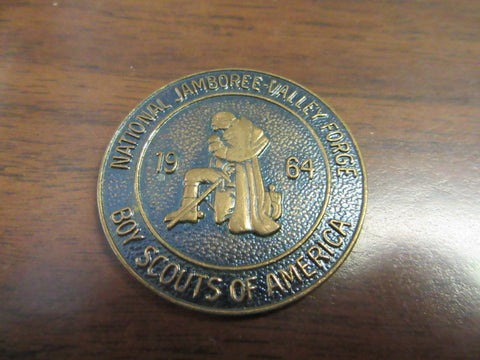 NATIONAL JAMBOREE-VALLEY FORGE
19 64
BOY SCOUTS OF AMERICA